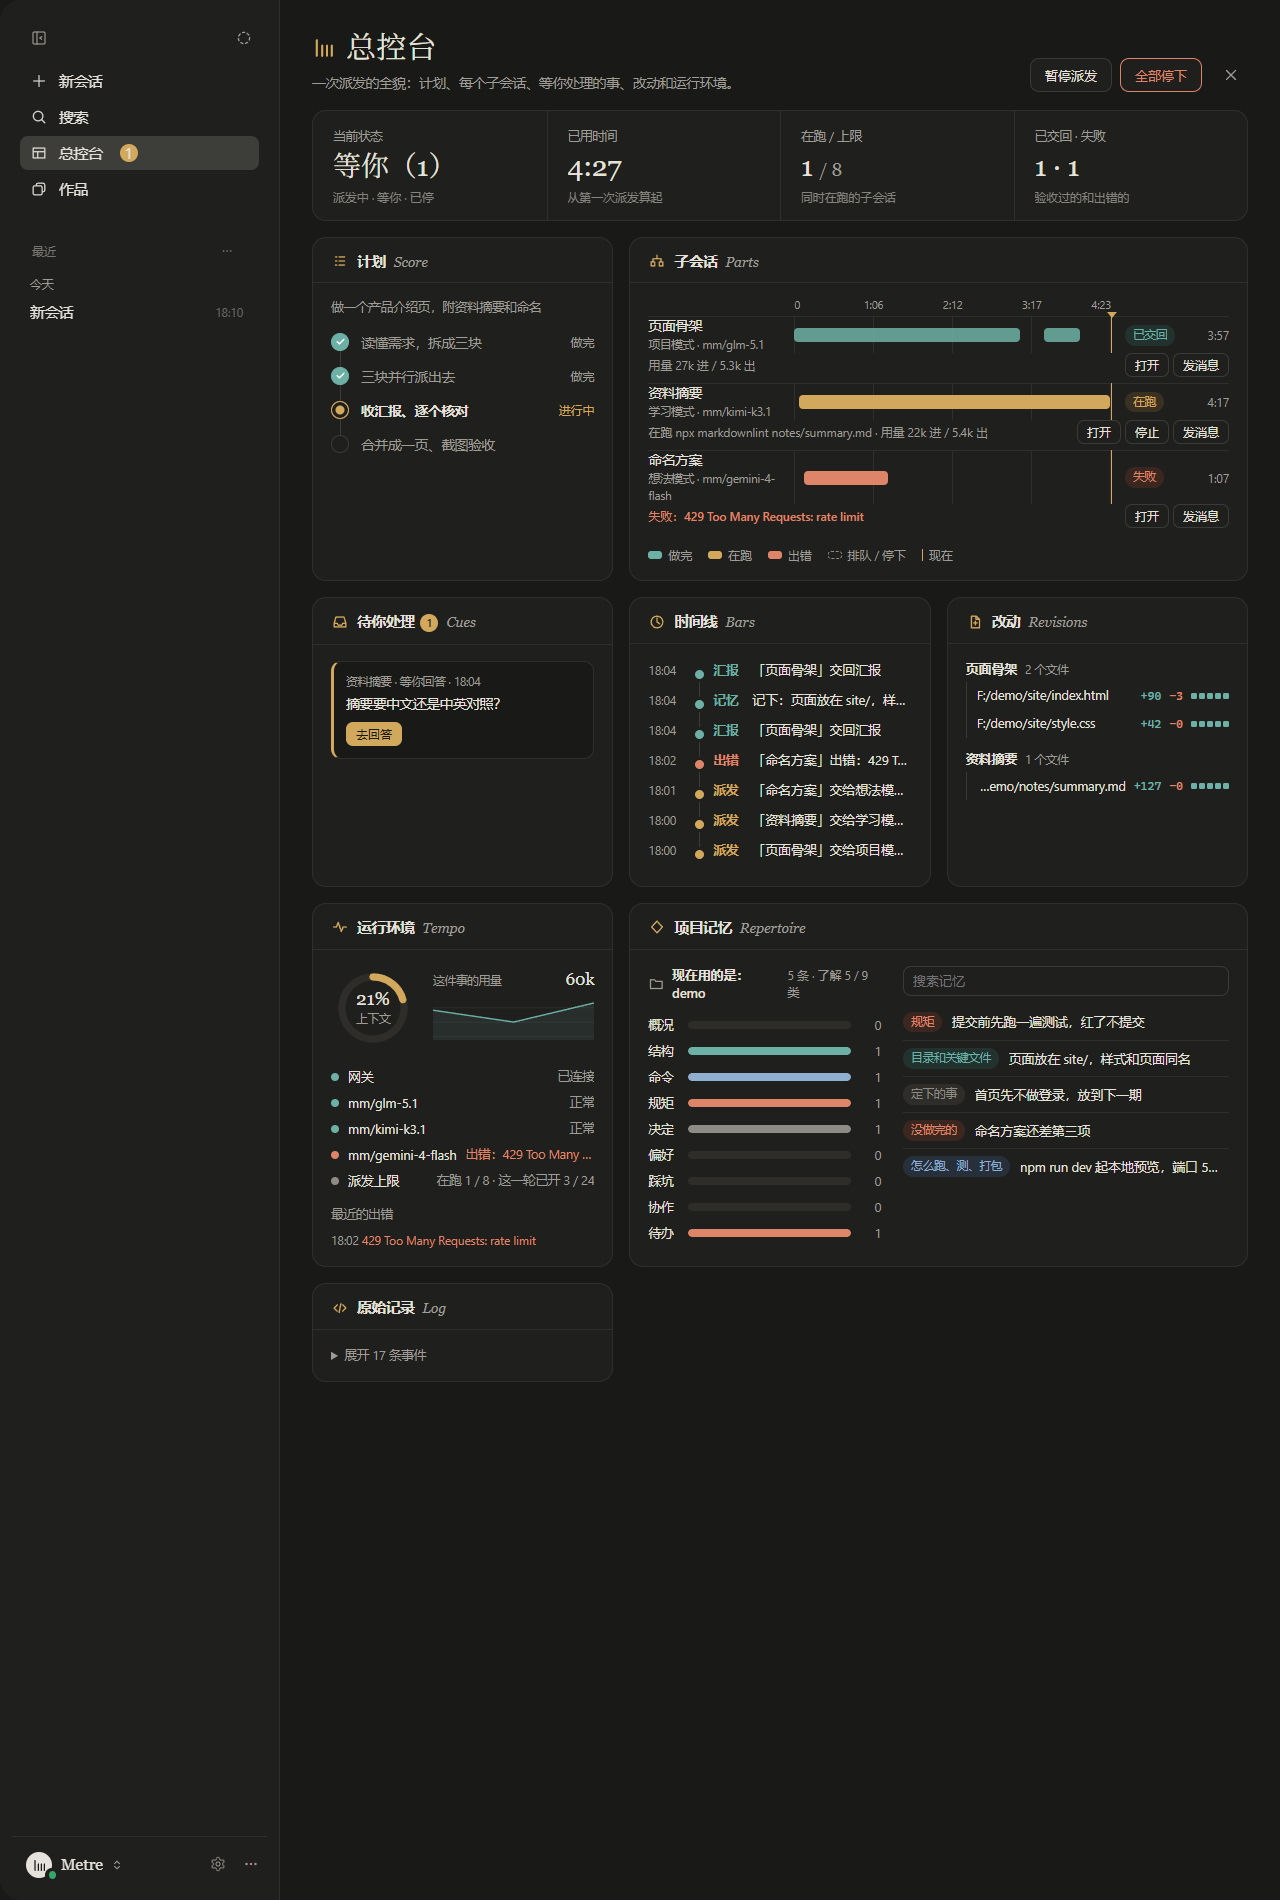 新会话
搜索
总控台 1
作品
最近
今天
新会话 18:10
Metre
总控台
一次派发的全貌：计划、每个子会话、等你处理的事、改动和运行环境。
暂停派发
全部停下
当前状态
等你（1）
派发中 · 等你 · 已停
已用时间
4:27
从第一次派发算起
在跑 / 上限
1 / 8
同时在跑的子会话
已交回 · 失败
1 · 1
验收过的和出错的
计划 Score
做一个产品介绍页，附资料摘要和命名
读懂需求，拆成三块 做完
三块并行派出去 做完
收汇报、逐个核对 进行中
合并成一页、截图验收
子会话 Parts
0 1:06 2:12 3:17 4:23
页面骨架
项目模式 · mm/glm-5.1
已交回 3:57
用量 27k 进 / 5.3k 出
打开 发消息
资料摘要
学习模式 · mm/kimi-k3.1
在跑 4:17
在跑 npx markdownlint notes/summary.md · 用量 22k 进 / 5.4k 出
打开 停止 发消息
命名方案
想法模式 · mm/gemini-4-
flash
失败 1:07
失败：429 Too Many Requests: rate limit
打开 发消息
做完 在跑 出错 排队 / 停下 现在
待你处理 1 Cues
资料摘要 · 等你回答 · 18:04
摘要要中文还是中英对照？
去回答
时间线 Bars
18:04 汇报 「页面骨架」交回汇报
18:04 记忆 记下：页面放在 site/，样...
18:04 汇报 「页面骨架」交回汇报
18:02 出错 「命名方案」出错：429 T...
18:01 派发 「命名方案」交给想法模...
18:00 派发 「资料摘要」交给学习模...
18:00 派发 「页面骨架」交给项目模...
改动 Revisions
页面骨架 2 个文件
F:/demo/site/index.html +90 −3
F:/demo/site/style.css +42 −0
资料摘要 1 个文件
...emo/notes/summary.md +127 −0
运行环境 Tempo
21%
上下文
这件事的用量 60k
网关 已连接
mm/glm-5.1 正常
mm/kimi-k3.1 正常
mm/gemini-4-flash 出错：429 Too Many ...
派发上限 在跑 1 / 8 · 这一轮已开 3 / 24
最近的出错
18:02 429 Too Many Requests: rate limit
项目记忆 Repertoire
现在用的是：
demo
5 条 · 了解 5 / 9
类
概况 0
结构 1
命令 1
规矩 1
决定 1
偏好 0
踩坑 0
协作 0
待办 1
搜索记忆
规矩 提交前先跑一遍测试，红了不提交
目录和关键文件 页面放在 site/，样式和页面同名
定下的事 首页先不做登录，放到下一期
没做完的 命名方案还差第三项
怎么跑、测、打包 npm run dev 起本地预览，端口 5...
原始记录 Log
展开 17 条事件